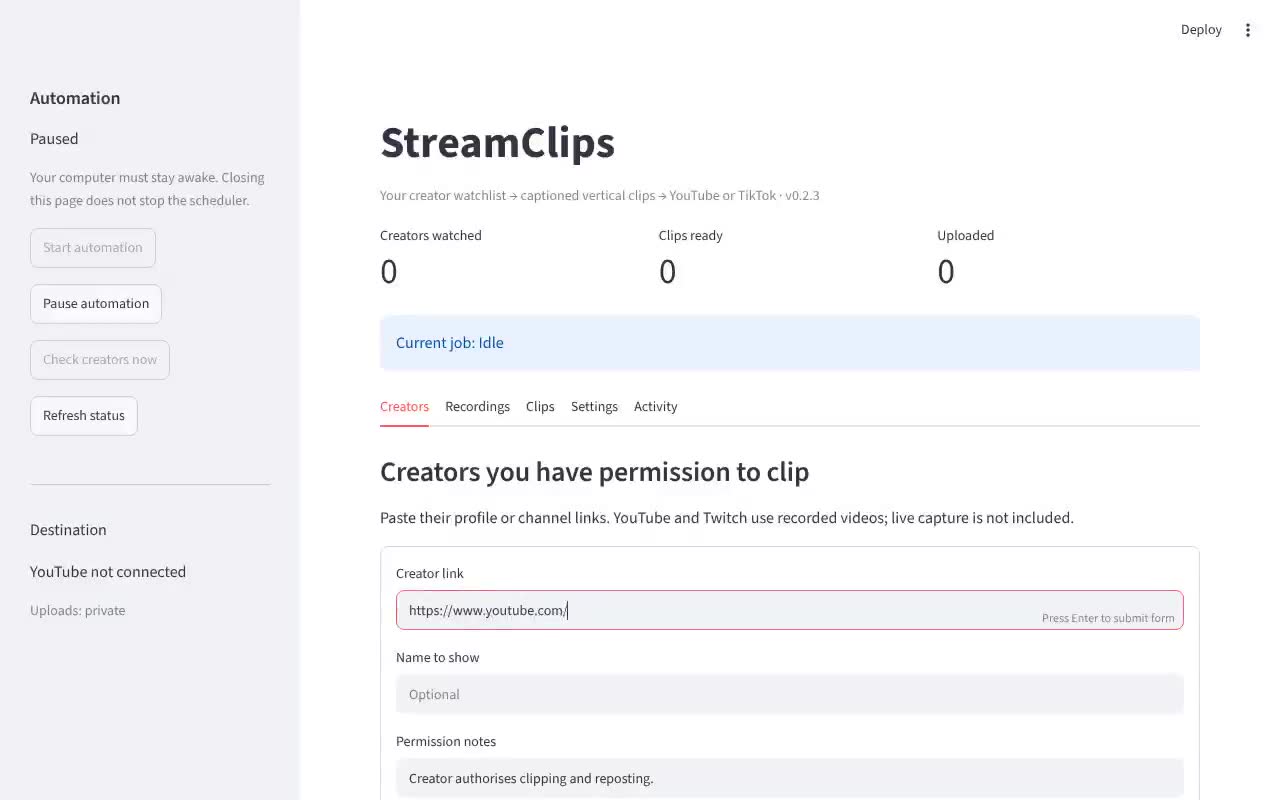 Deploy
Automation
Paused
Your computer must stay awake. Closing
this page does not stop the scheduler.
Start automation
Pause automation
Check creators now
Refresh status
Destination
YouTube not connected
Uploads: private
StreamClips
Your creator watchlist → captioned vertical clips → YouTube or TikTok · v0.2.3
Creators watched
Clips ready
Uploaded
0
0
0
Current job: Idle
Creators
Recordings
Clips
Settings
Activity
Creators you have permission to clip
Paste their profile or channel links. YouTube and Twitch use recorded videos; live capture is not included.
Creator link
https://www.youtube.com/
Press Enter to submit form
Name to show
Optional
Permission notes
Creator authorises clipping and reposting.